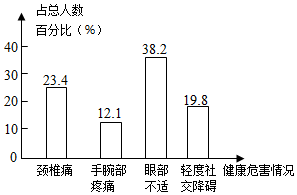 占总人数
百分比(%)
40
30
20
10
0
23.4
12.1
38.2
19.8
颈椎痛
手腕部
疼痛
眼部
不适
轻度社
交障碍
健康危害情况